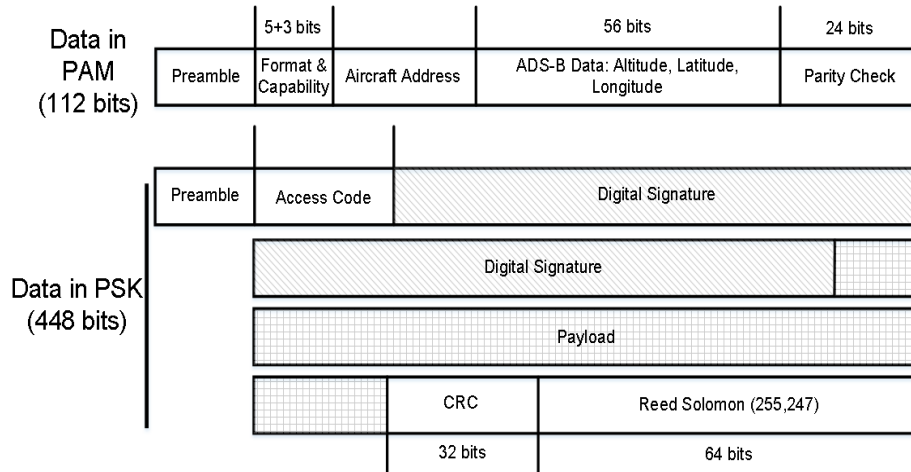 5+3 bits
56 bits
24 bits
Data in
PAM
(112 bits)
Preamble
Format &
Capability
Aircraft Address
ADS-B Data: Altitude, Latitude,
Longitude
Parity Check
Preamble
Access Code
Digital Signature
Data in PSK
(448 bits)
Digital Signature
Payload
CRC
Reed Solomon (255,247)
32 bits
64 bits